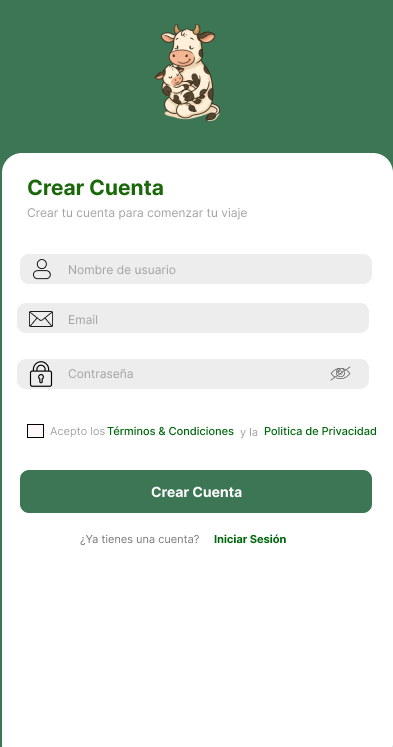 Crear Cuenta
Crear tu cuenta para comenzar tu viaje
Nombre de usuario
Email
Contraseña
Acepto los Términos & Condiciones y la Politica de Privacidad
Crear Cuenta
¿Ya tienes una cuenta? Iniciar Sesión